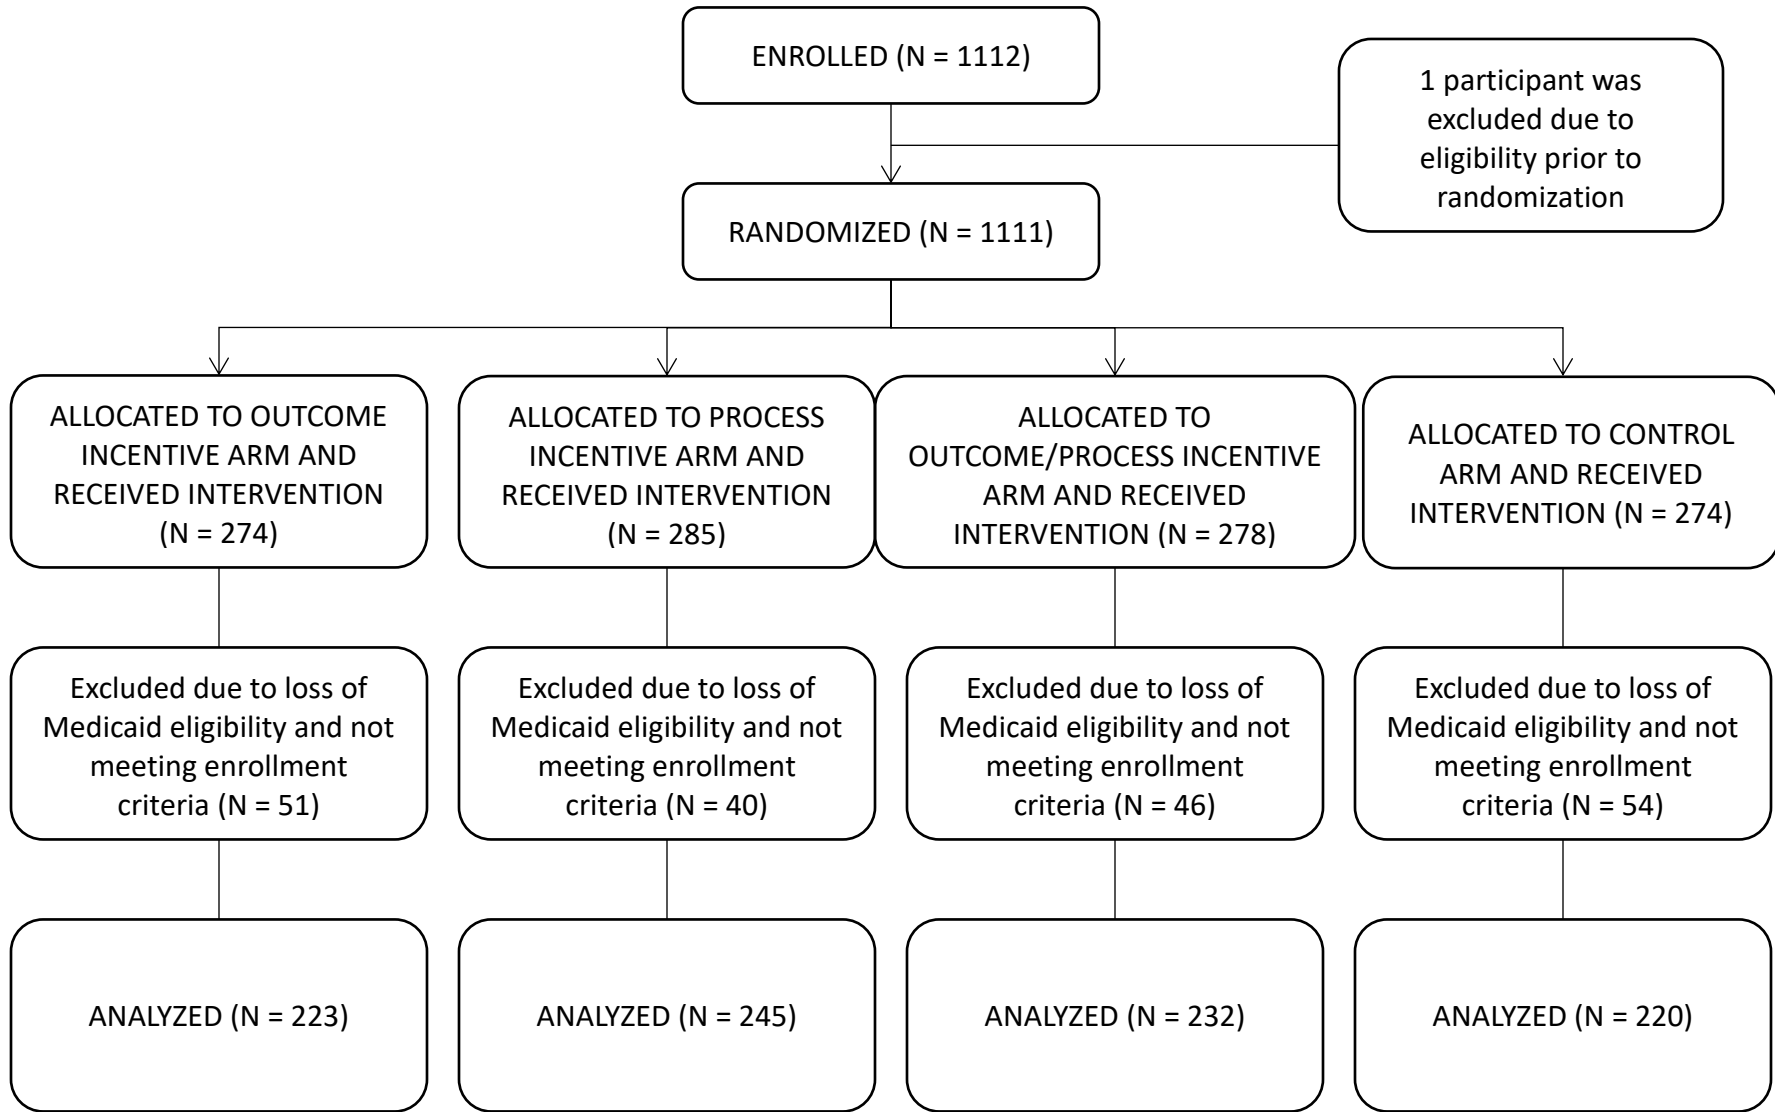 ENROLLED (N = 1112)
1 participant was
excluded due to
eligibility prior to
randomization
RANDOMIZED (N = 1111)
ALLOCATED TO OUTCOME
INCENTIVE ARM AND
RECEIVED INTERVENTION
(N = 274)
ALLOCATED TO PROCESS
INCENTIVE ARM AND
RECEIVED INTERVENTION
(N = 285)
ALLOCATED TO
OUTCOME/PROCESS INCENTIVE
ARM AND RECEIVED
INTERVENTION (N = 278)
ALLOCATED TO CONTROL
ARM AND RECEIVED
INTERVENTION (N = 274)
Excluded due to loss of
Medicaid eligibility and not
meeting enrollment
criteria (N = 51)
Excluded due to loss of
Medicaid eligibility and not
meeting enrollment
criteria (N = 40)
Excluded due to loss of
Medicaid eligibility and not
meeting enrollment
criteria (N = 46)
Excluded due to loss of
Medicaid eligibility and not
meeting enrollment
criteria (N = 54)
ANALYZED (N = 223)
ANALYZED (N = 245)
ANALYZED (N = 232)
ANALYZED (N = 220)